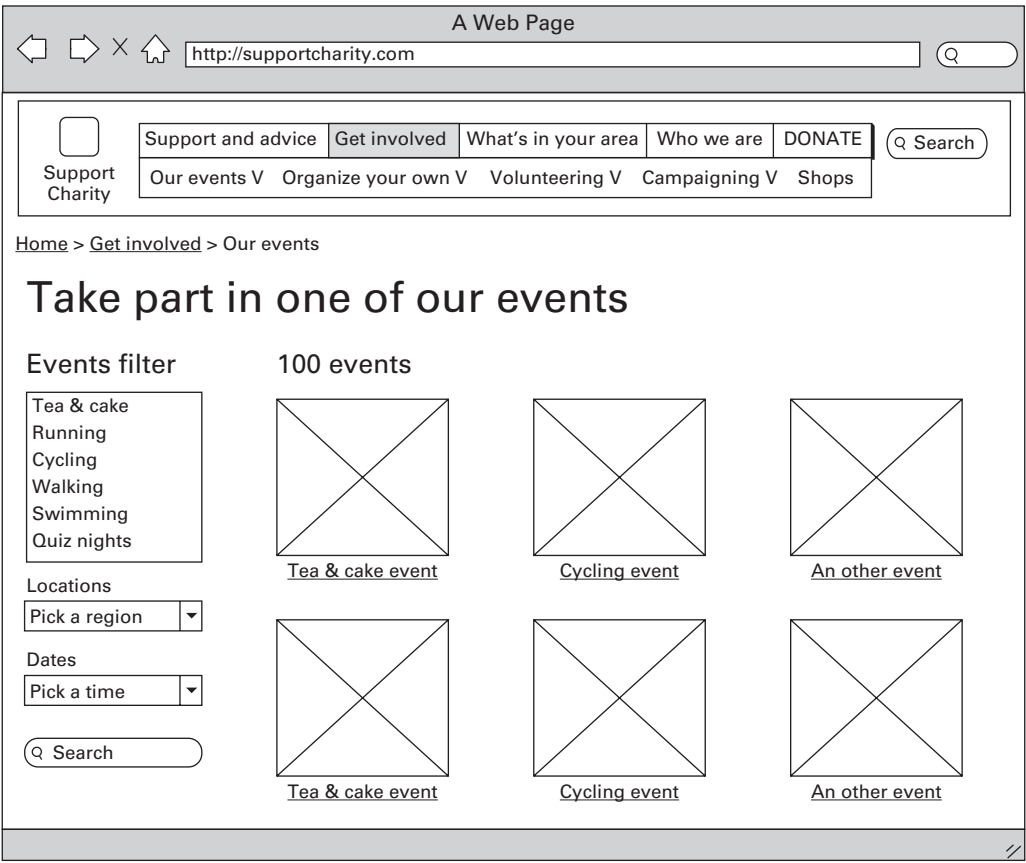 A Web Page
http://supportcharity.com
Support and advice Get involved What's in your area Who we are DONATE
Search
Support
Charity
Our events V Organize your own V Volunteering V Campaigning V Shops
Home > Get involved > Our events
Take part in one of our events
Events filter
100 events
Tea & cake
Running
Cycling
Walking
Swimming
Quiz nights
Locations
Pick a region
Dates
Pick a time
Search
Tea & cake event Cycling event An other event
Tea & cake event Cycling event An other event